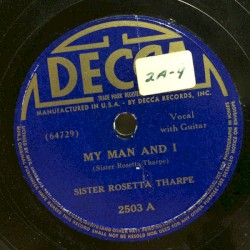 DECCA
2A-4
TRADE MARK REGISTERED
MANUFACTURED IN U.S.A. BY DECCA RECORDS, INC.
(64729)
Vocal
with Guitar
MY MAN AND I
(Sister Rosetta Tharpe)
SISTER ROSETTA THARPE
2503 A